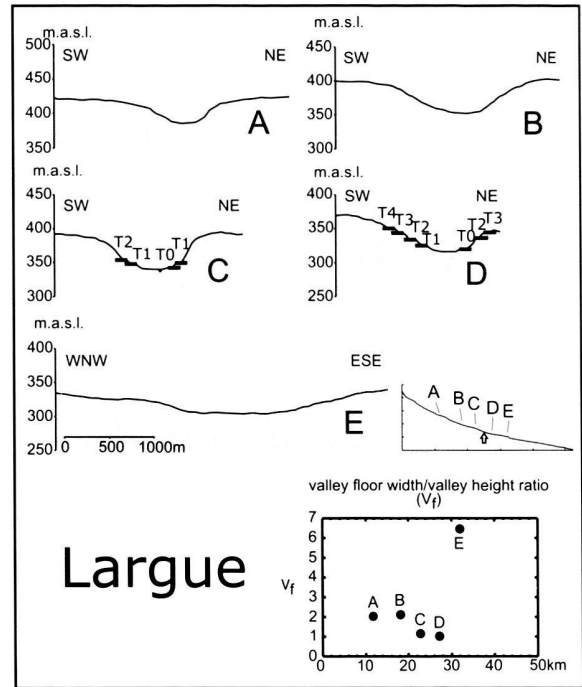 m.a.s.l.
500
450
400
350
SW
NE
A
m.a.s.l.
400
350
300
SW
NE
B
m.a.s.l.
450
400
350
300
SW
NE
T2
T1
T0
T1
C
m.a.s.l.
400
350
300
250
SW
NE
T4
T3
T2
T1
T0
T2
T3
D
m.a.s.l.
400
350
300
250
WNW
ESE
E
0 500 1000m
A
B
C
D
E
valley floor width/valley height ratio
(Vf)
7
6
5
4
3
2
1
0
Vf
A
B
C
D
E
0 10 20 30 40 50km
Largue